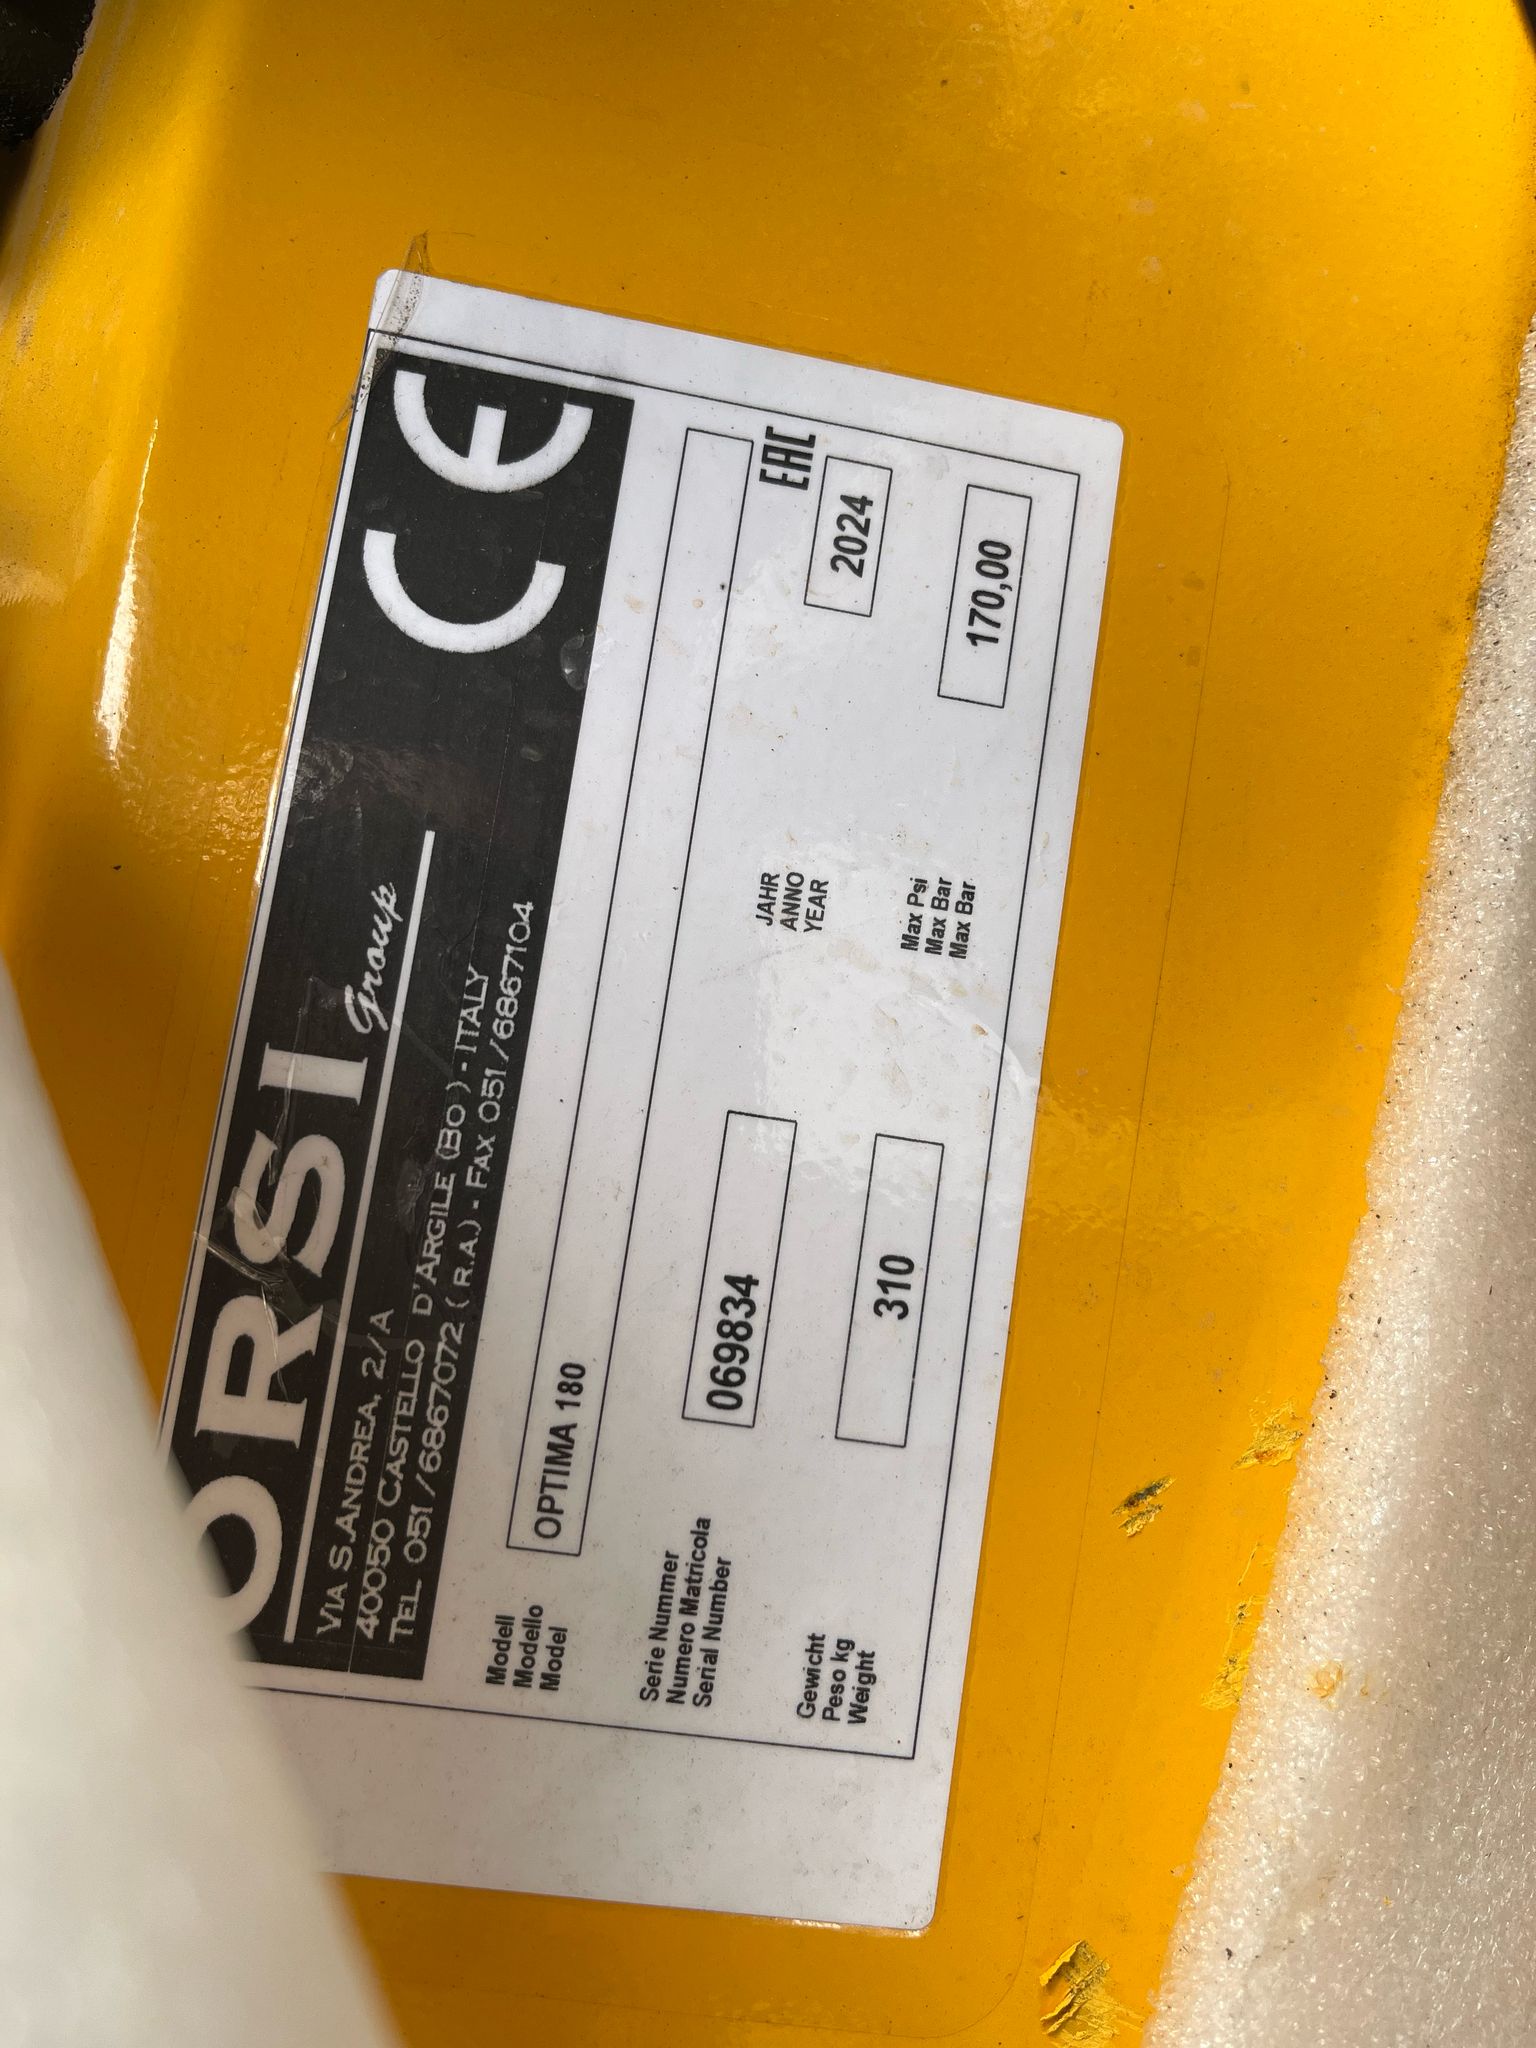 ORSI
Group
CE
VIA S.ANDREA, 2/A
40050 CASTELLO D'ARGILE (BO) - ITALY
TEL 051/6867072 (R.A.) - FAX 051/6867104
Modell
Modello
Model
OPTIMA 180
Serie Nummer
Numero Matricola
Serial Number
069834
EAC
JAHR
ANNO
YEAR
2024
Gewicht
Peso kg
Weight
310
Max Psi
Max Bar
Max Bar
170,00